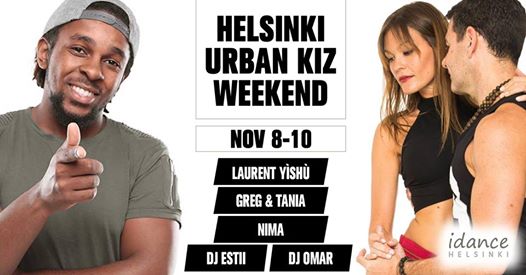 HELSINKI
URBAN KIZ
WEEKEND
NOV 8-10
LAURENT YÌSHÙ
GREG & TANIA
NIMA
DJ ESTII DJ OMAR
idance
HELSINKI